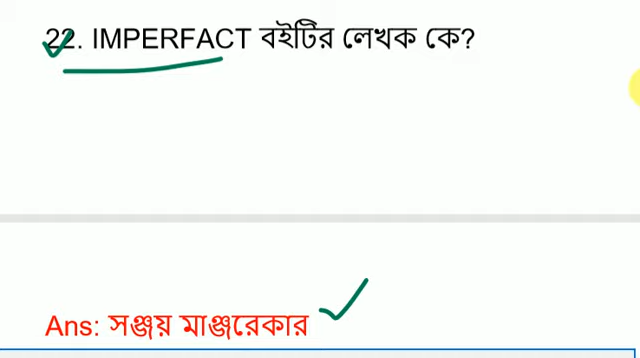 22. IMPERFACT বইটির লেখক কে?
Ans: সঞ্জয় মাঞ্জরেকার